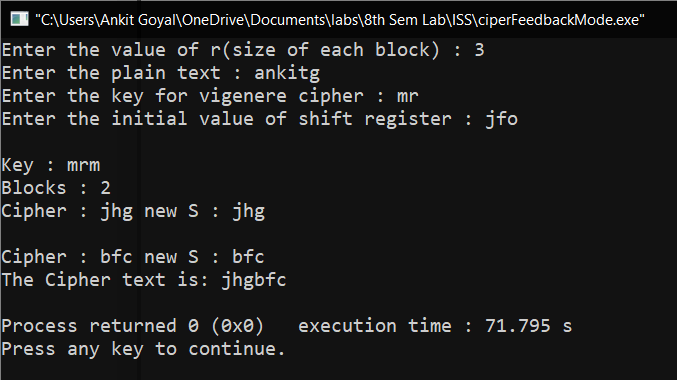 "C:\Users\Ankit Goyal\OneDrive\Documents\labs\8th Sem Lab\ISS\ciperFeedbackMode.exe"
Enter the value of r(size of each block) : 3
Enter the plain text : ankitg
Enter the key for vigenere cipher : mr
Enter the initial value of shift register : jfo
Key : mrm
Blocks : 2
Cipher : jhg new S : jhg
Cipher : bfc new S : bfc
The Cipher text is: jhgbfc
Process returned 0 (0x0)   execution time : 71.795 s
Press any key to continue.